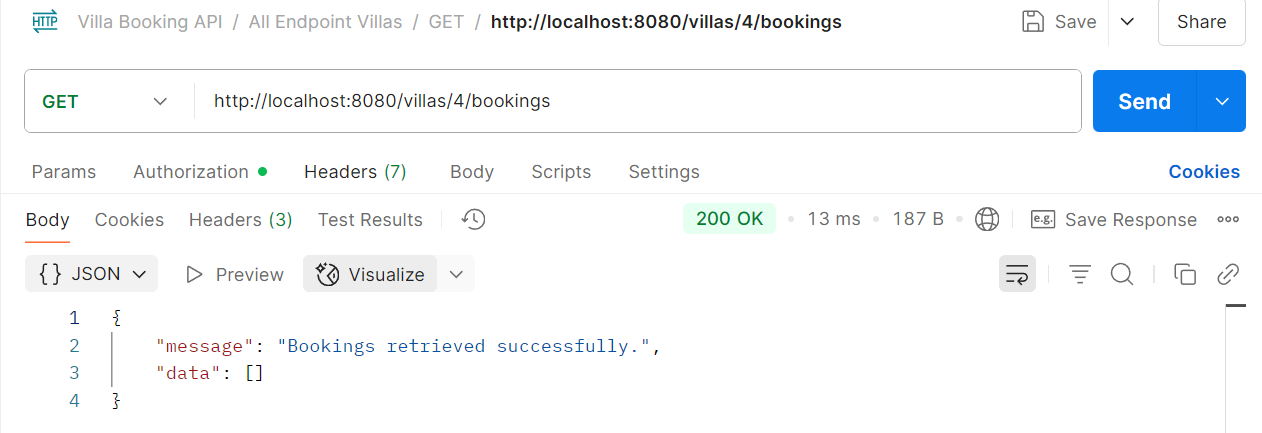 HTTP Villa Booking API / All Endpoint Villas / GET / http://localhost:8080/villas/4/bookings Save Share
GET http://localhost:8080/villas/4/bookings Send
Params Authorization Headers (7) Body Scripts Settings Cookies
Body Cookies Headers (3) Test Results 200 OK • 13 ms • 187 B • e.g. Save Response
{} JSON Preview Visualize
1 {
2 "message": "Bookings retrieved successfully.",
3 "data": []
4 }